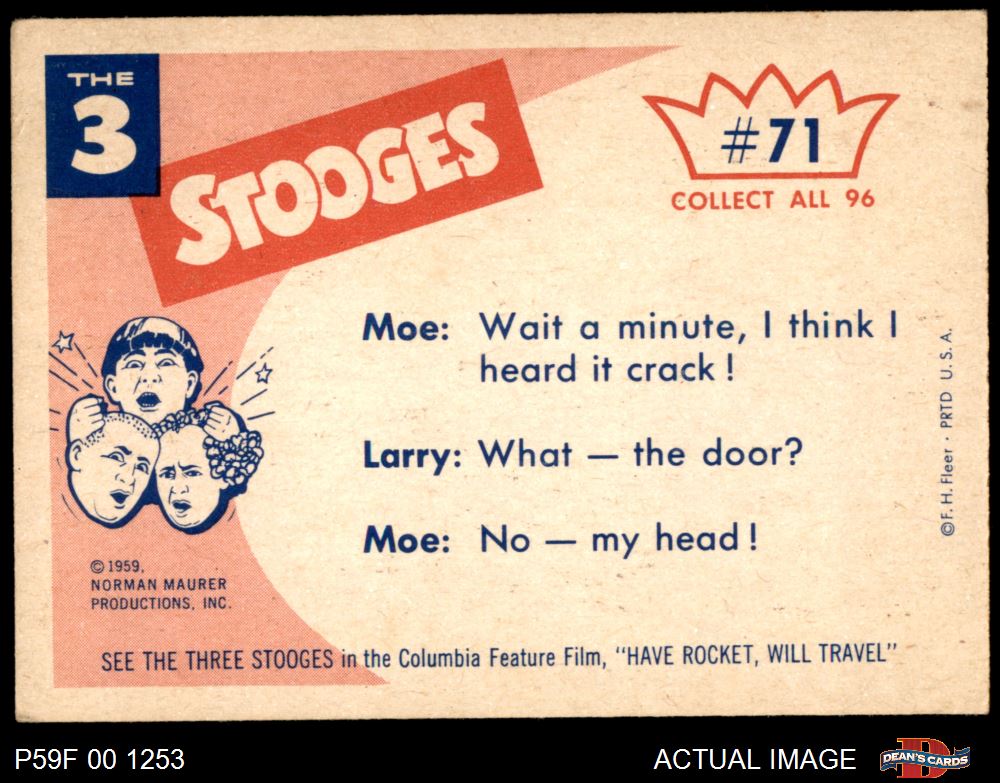 THE
3
STOOGES
#71
COLLECT ALL 96
Moe: Wait a minute, I think I
heard it crack!
Larry: What — the door?
Moe: No — my head!
© F. H. Fleer · PRTD U. S. A.
© 1959,
NORMAN MAURER
PRODUCTIONS, INC.
SEE THE THREE STOOGES in the Columbia Feature Film, "HAVE ROCKET, WILL TRAVEL"
P59F 00 1253
ACTUAL IMAGE
D
DEAN'S CARDS